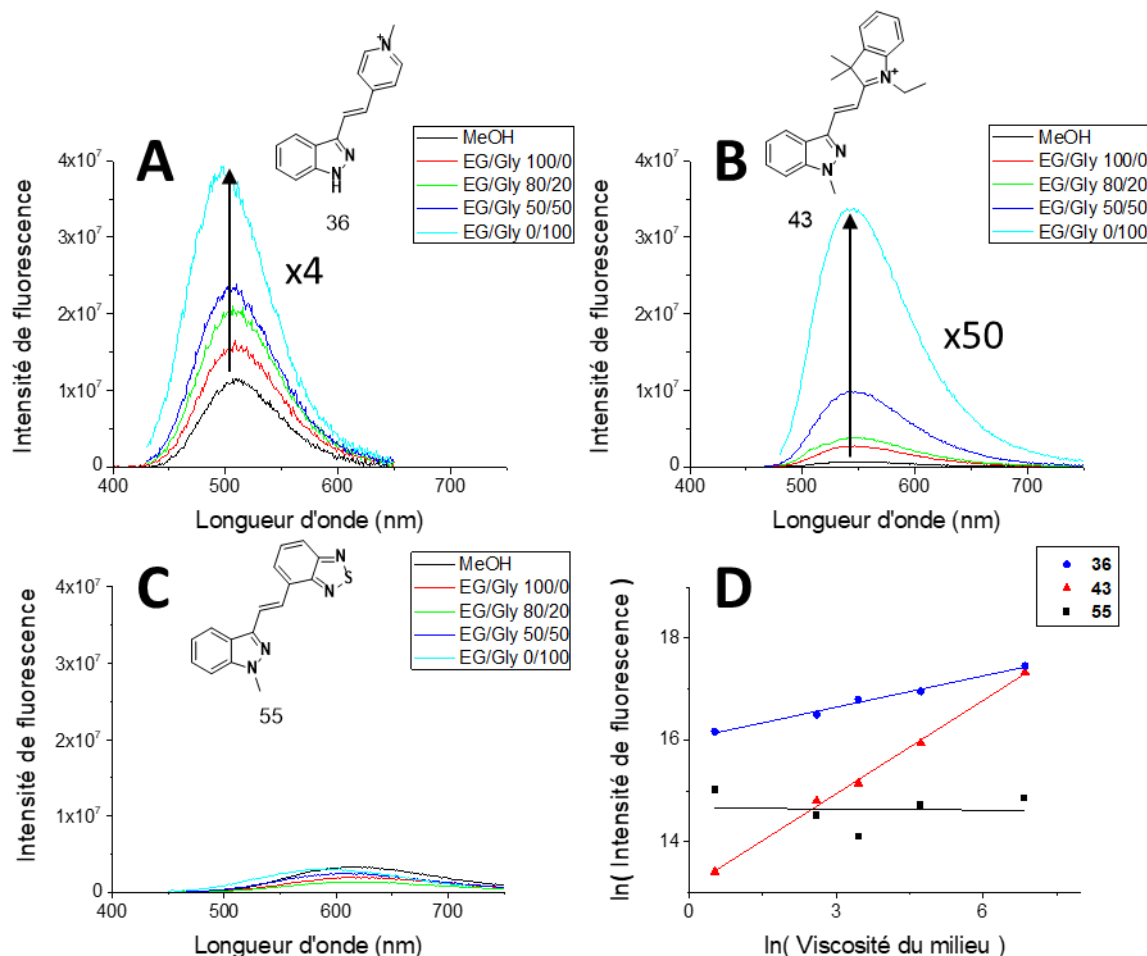 A
N+
N
N
H
36
MeOH
EG/Gly 100/0
EG/Gly 80/20
EG/Gly 50/50
EG/Gly 0/100
x4
4x10⁷
3x10⁷
2x10⁷
1x10⁷
0
400 500 600 700
Intensité de fluorescence
Longueur d'onde (nm)
B
N+
N
N
43
MeOH
EG/Gly 100/0
EG/Gly 80/20
EG/Gly 50/50
EG/Gly 0/100
x50
4x10⁷
3x10⁷
2x10⁷
1x10⁷
0
400 500 600 700
Intensité de fluorescence
Longueur d'onde (nm)
C
N
S
N
N
N
55
MeOH
EG/Gly 100/0
EG/Gly 80/20
EG/Gly 50/50
EG/Gly 0/100
4x10⁷
3x10⁷
2x10⁷
1x10⁷
0
400 500 600 700
Intensité de fluorescence
Longueur d'onde (nm)
D
36
43
55
18
16
14
0 3 6
ln( Intensité de fluorescence )
ln( Viscosité du milieu )